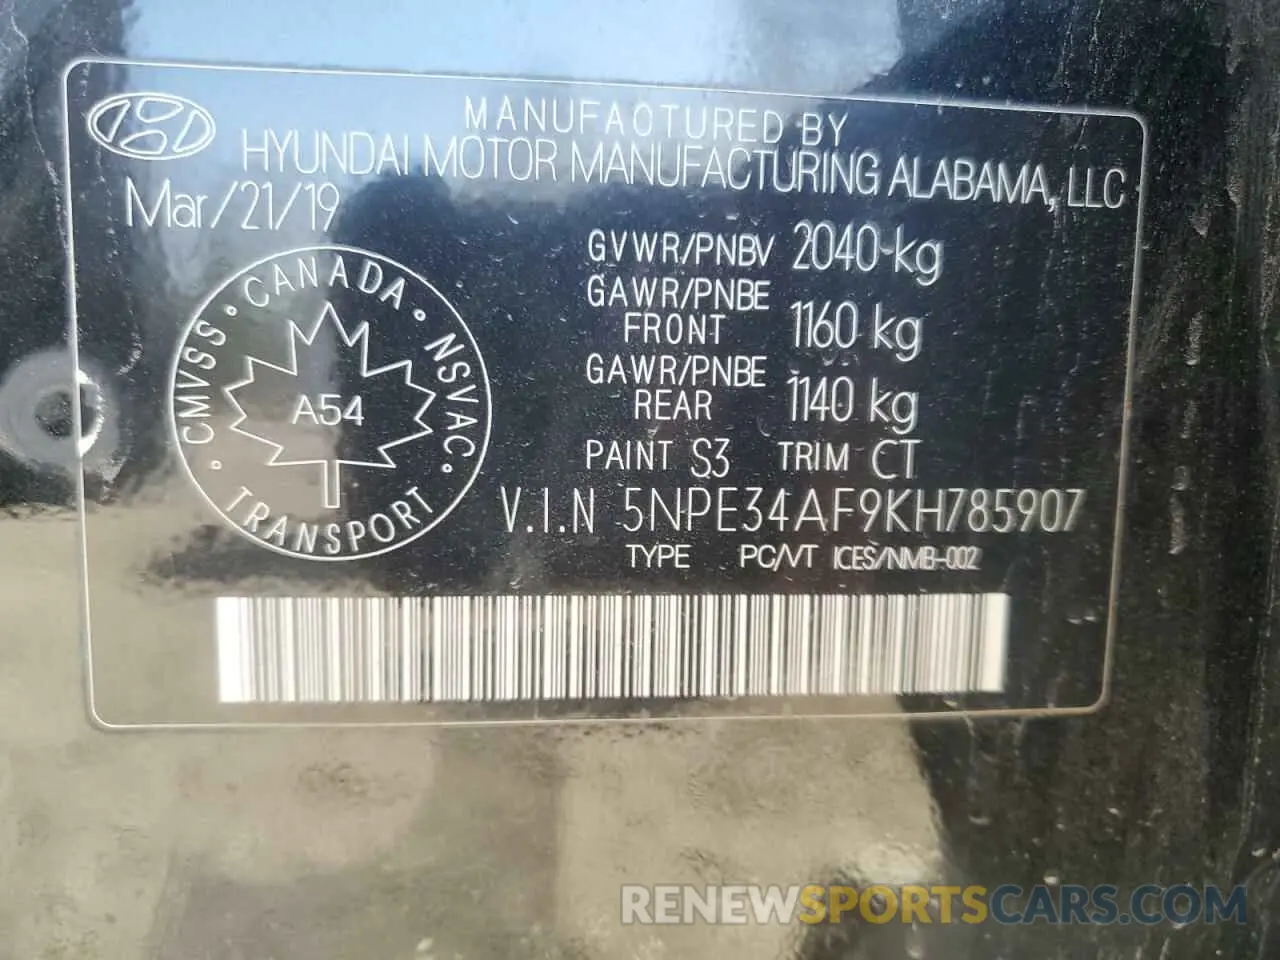 MANUFACTURED BY
HYUNDAI MOTOR MANUFACTURING ALABAMA, LLC
Mar/21/19
GVWR/PNBV 2040-kg
GAWR/PNBE
FRONT 1160 kg
GAWR/PNBE
REAR 1140 kg
PAINT S3 TRIM CT
V.I.N 5NPE34AF9KH785907
TYPE PC/VT ICES/NMB-002
CMVSS • CANADA • NSVAC • TRANSPORT •
A54
RENEWSPORTSCARS.COM